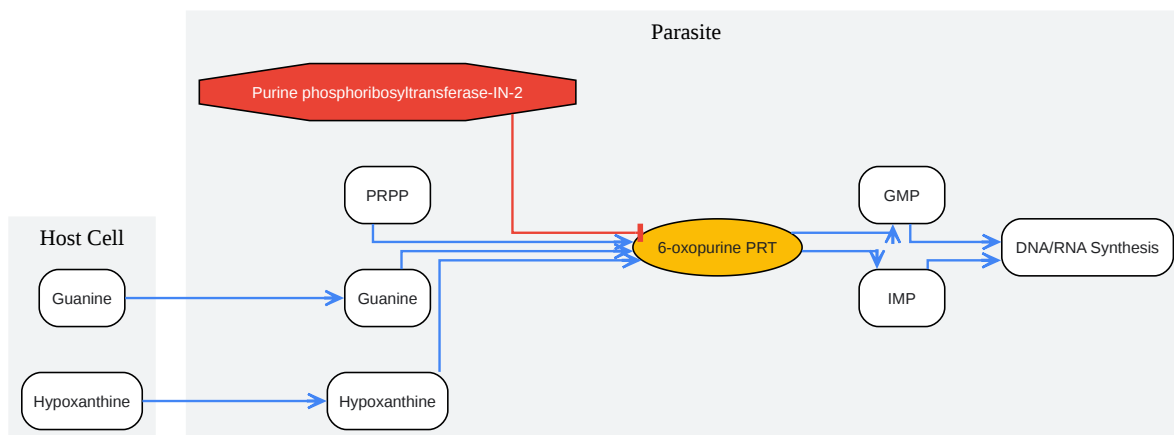 Parasite
Purine phosphoribosyltransferase-IN-2
PRPP
GMP
Host Cell
6-oxopurine PRT
DNA/RNA Synthesis
Guanine
Guanine
IMP
Hypoxanthine
Hypoxanthine